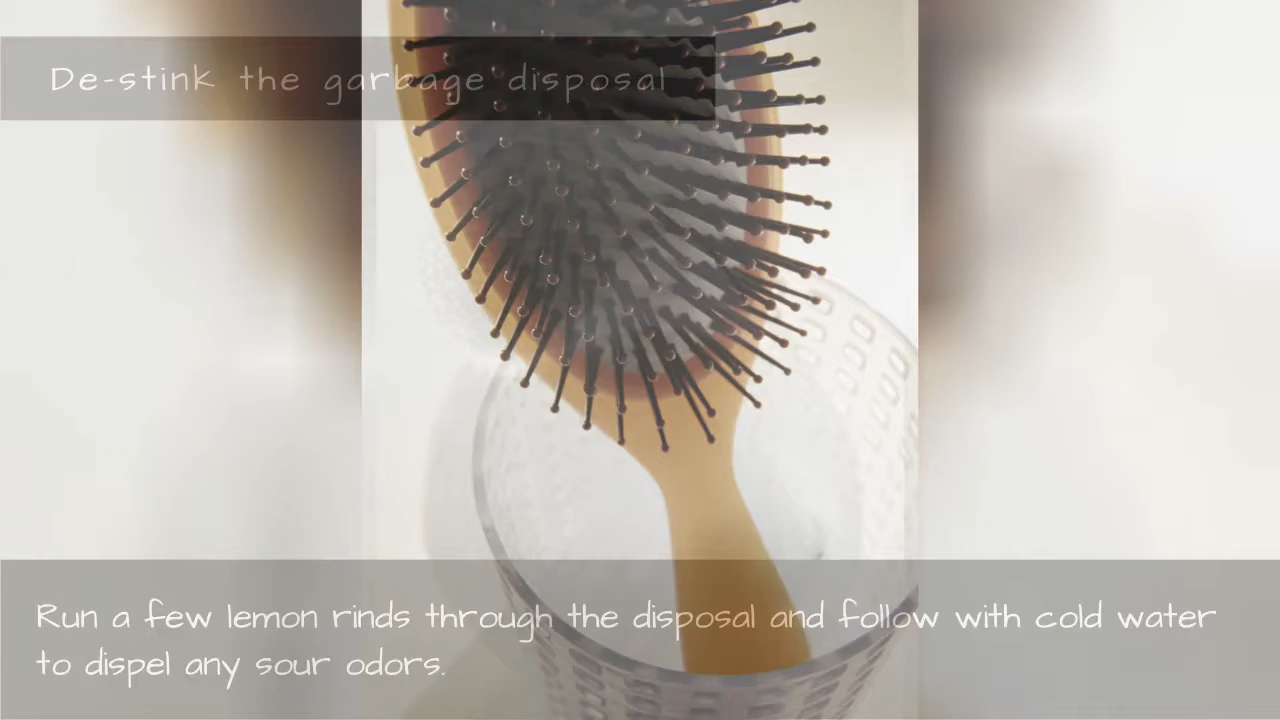 De-stink the garbage disposal
Run a few lemon rinds through the disposal and follow with cold water
to dispel any sour odors.